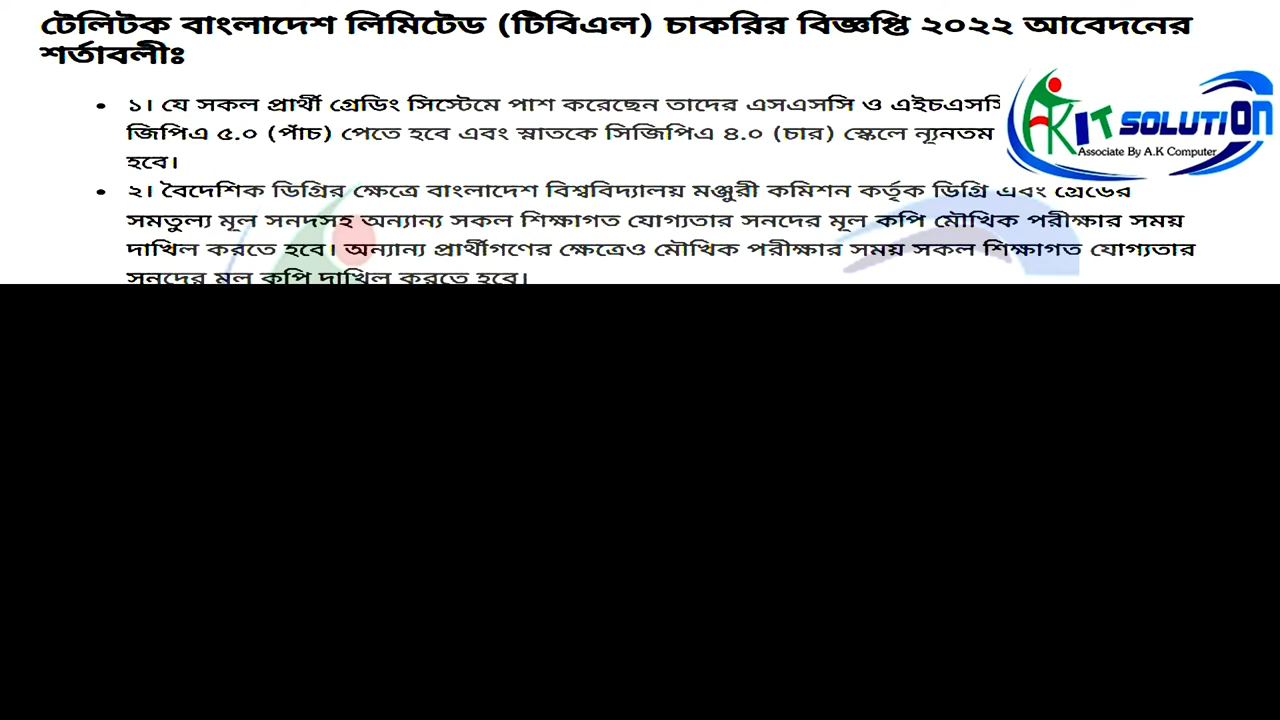 টেলিটক বাংলাদেশ লিমিটেড (টিবিএল) চাকরির বিজ্ঞপ্তি ২০২২ আবেদনের
শর্তাবলীঃ
১। যে সকল প্রার্থী গ্রেডিং সিস্টেমে পাশ করেছেন তাদের এসএসসি ও এইচএসসি
জিপিএ ৫.০ (পাঁচ) পেতে হবে এবং স্নাতকে সিজিপিএ ৪.০ (চার) স্কেলে ন্যূনতম
হবে।
২। বৈদেশিক ডিগ্রির ক্ষেত্রে বাংলাদেশ বিশ্ববিদ্যালয় মঞ্জুরী কমিশন কর্তৃক ডিগ্রি এবং গ্রেডের
সমতুল্য মূল সনদসহ অন্যান্য সকল শিক্ষাগত যোগ্যতার সনদের মূল কপি মৌখিক পরীক্ষার সময়
দাখিল করতে হবে। অন্যান্য প্রার্থীগণের ক্ষেত্রেও মৌখিক পরীক্ষার সময় সকল শিক্ষাগত যোগ্যতার
সনদের মূল কপি দাখিল করতে হবে।
AK IT SOLUTION
Associate By A.K Computer